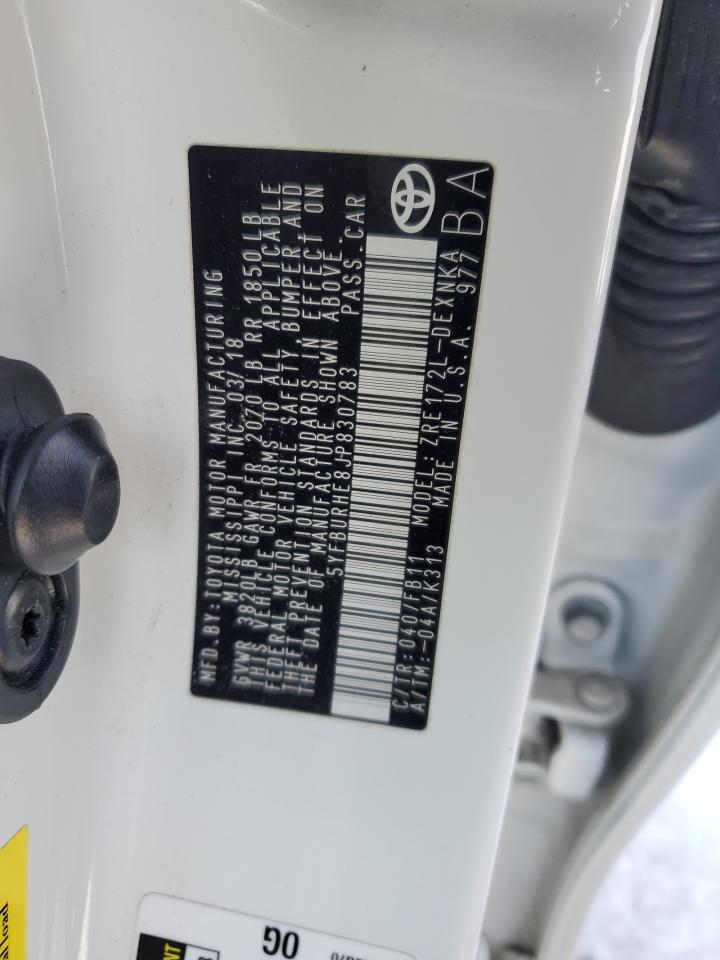 MFD.BY:TOYOTA MOTOR MANUFACTURING
MISSISSIPPI INC. 03/18
GVWR 3820LB GAWR FR 2070 LB RR 1850LB
THIS VEHICLE CONFORMS TO ALL APPLICABLE
FEDERAL MOTOR VEHICLE SAFETY, BUMPER, AND
THEFT PREVENTION STANDARDS IN EFFECT ON
THE DATE OF MANUFACTURE SHOWN ABOVE.
5YFBURHE8JP830783 PASS.CAR
C/TR:040/FB11 MODEL:ZRE172L-DEXNKA
A/TM:-04A/K313 MADE IN U.S.A. 977
BA
OG